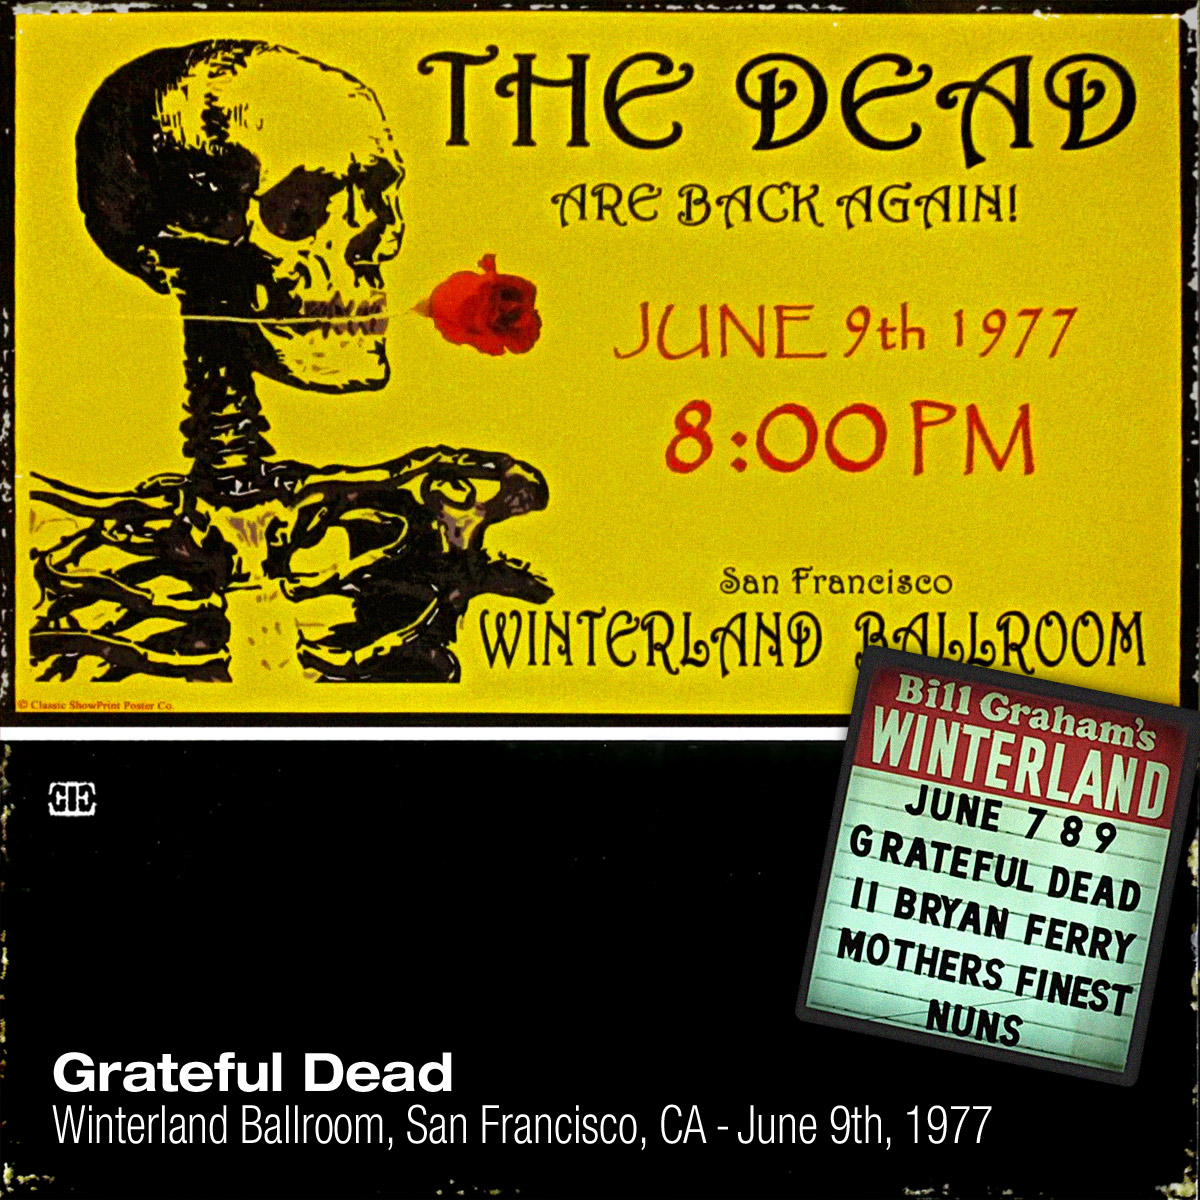 THE DEAD
ARE BACK AGAIN!
JUNE 9th 1977
8:00 PM
San Francisco
WINTERLAND BALLROOM
© Classic ShowPrint Poster Co.
Bill Graham's
WINTERLAND
JUNE 7 8 9
GRATEFUL DEAD
11 BRYAN FERRY
MOTHERS FINEST
NUNS
Grateful Dead
Winterland Ballroom, San Francisco, CA - June 9th, 1977